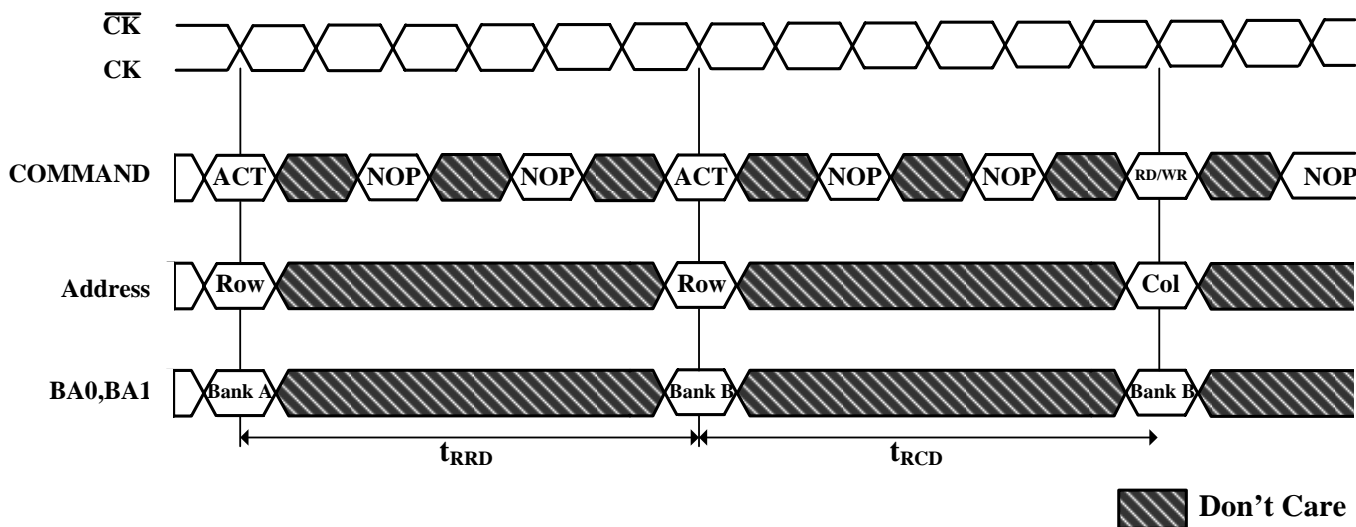 CK
CK
COMMAND ACT NOP NOP ACT NOP NOP RD/WR NOP
Address Row Row Col
BA0,BA1 Bank A Bank B Bank B
tRRD tRCD
Don't Care